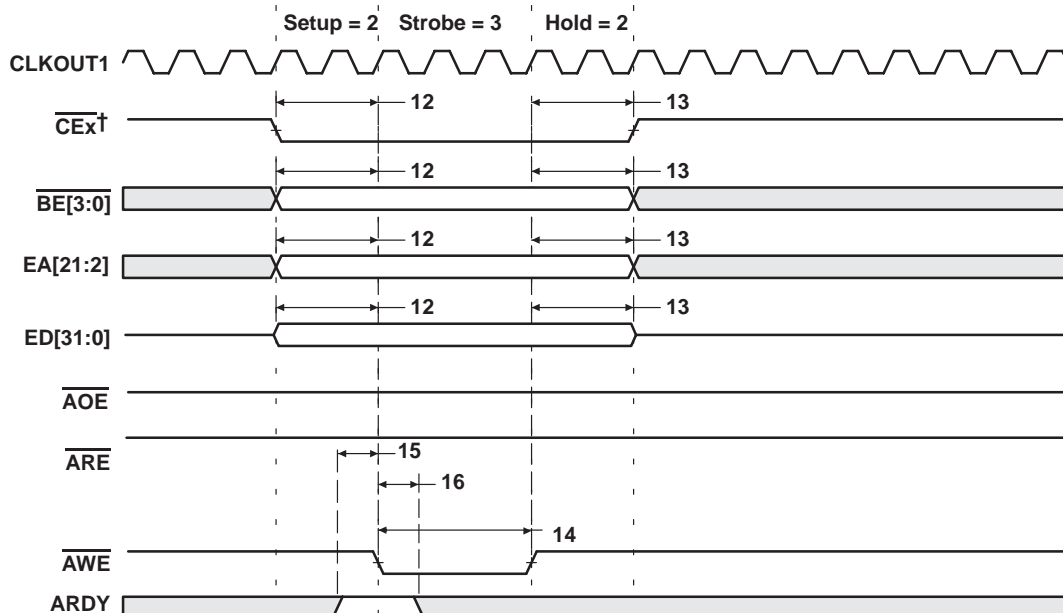 Setup = 2 Strobe = 3 Hold = 2
CLKOUT1
12 13
CEx†
12 13
BE[3:0]
12 13
EA[21:2]
12 13
ED[31:0]
AOE
15
ARE
16
14
AWE
ARDY